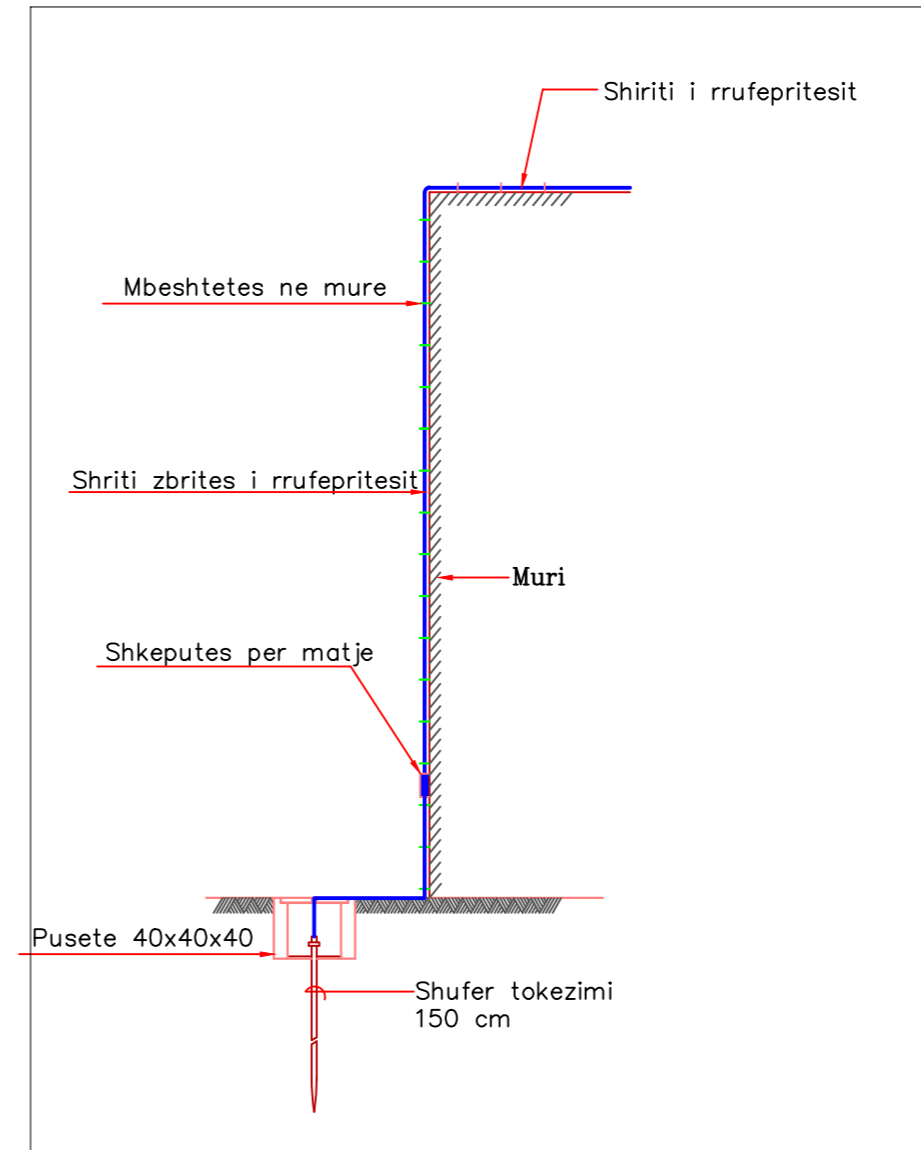 Shiriti i rrufepritesit
Mbeshtetes ne mure
Shriti zbrites i rrufepritesit
Muri
Shkeputes per matje
Pusete 40x40x40
Shufer tokezimi
150 cm